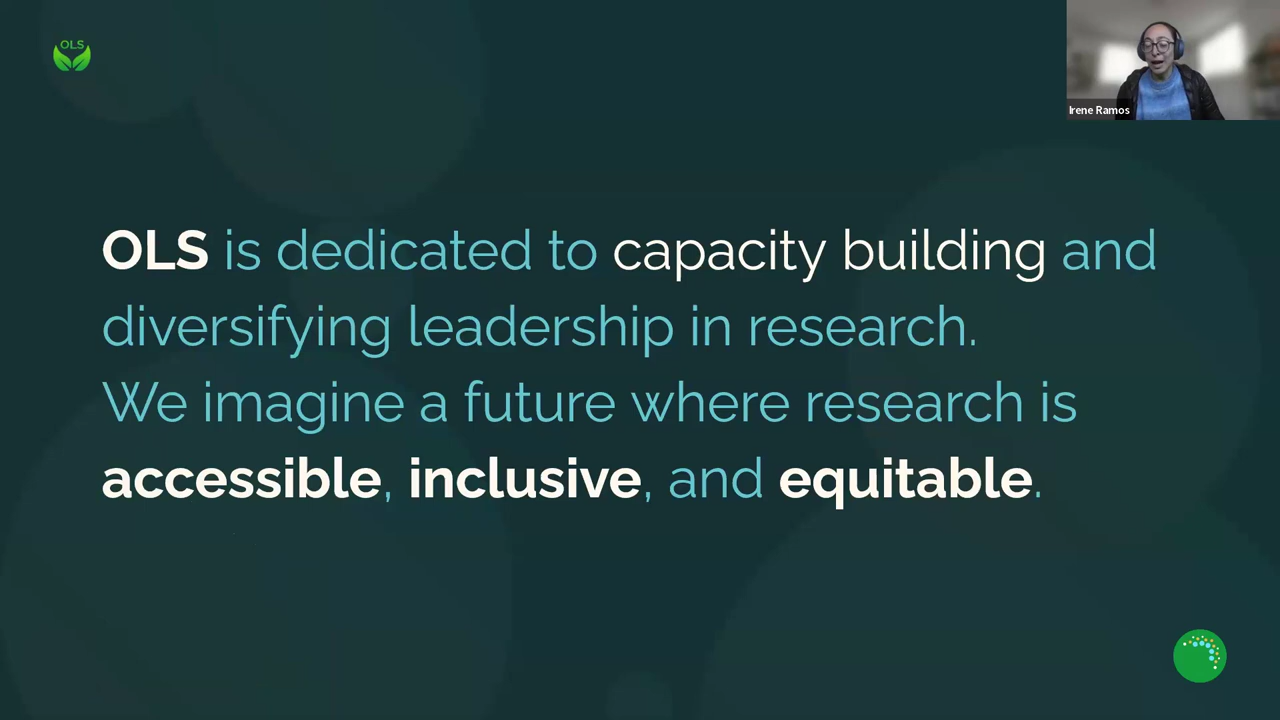 OLS
Irene Ramos
OLS is dedicated to capacity building and
diversifying leadership in research.
We imagine a future where research is
accessible, inclusive, and equitable.